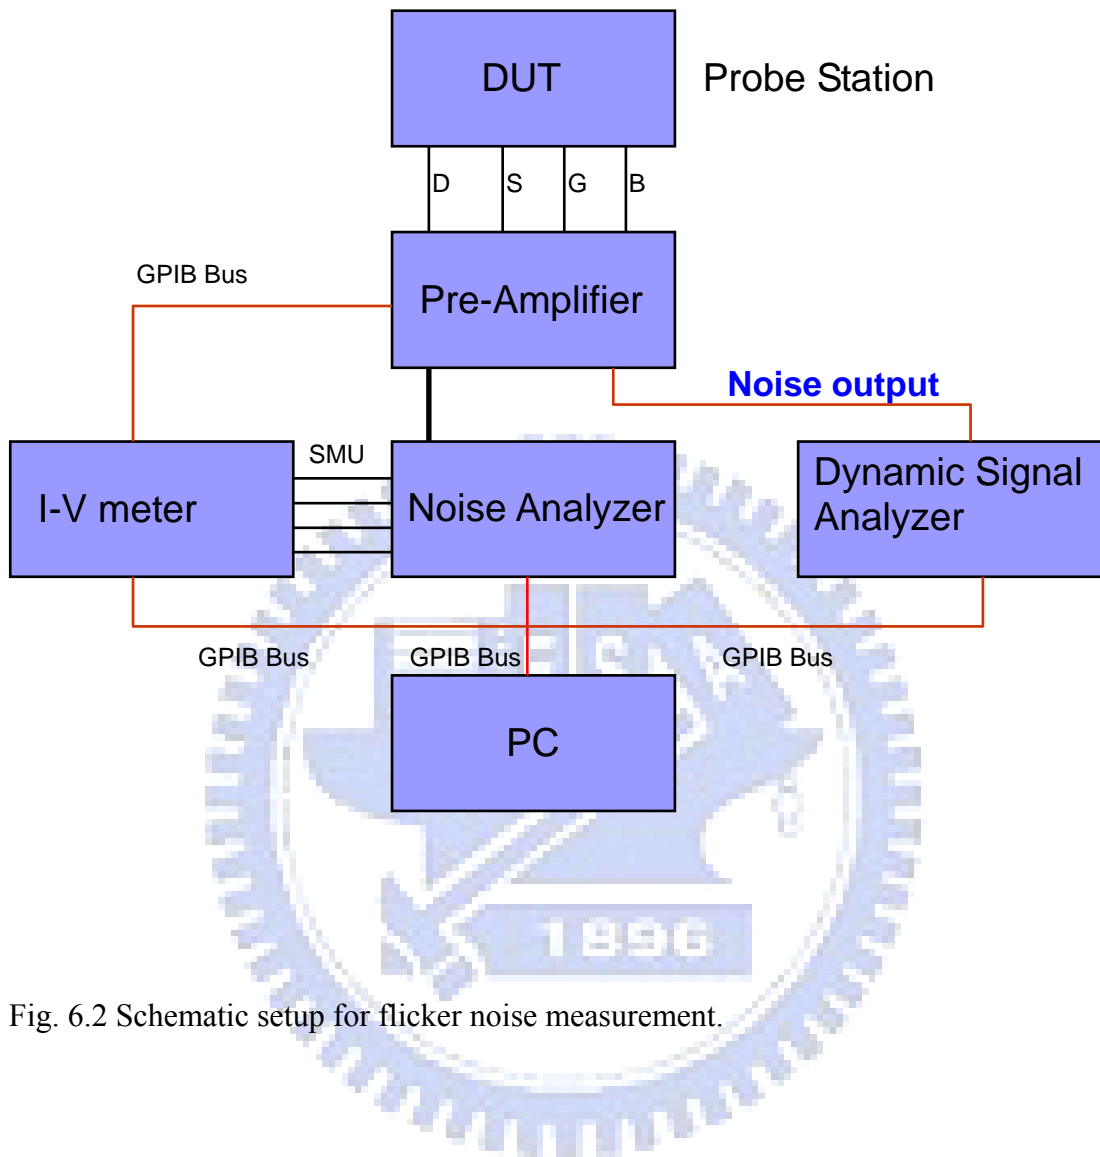 DUT
Probe Station
D
S
G
B
GPIB Bus
Pre-Amplifier
Noise output
SMU
I-V meter
Noise Analyzer
Dynamic Signal
Analyzer
GPIB Bus
GPIB Bus
GPIB Bus
PC
1896
Fig. 6.2 Schematic setup for flicker noise measurement.